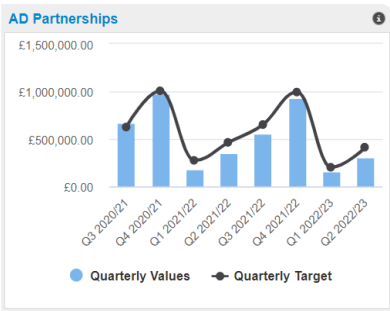 AD Partnerships
£1,500,000.00
£1,000,000.00
£500,000.00
£0.00
Q3 2020/21
Q4 2020/21
Q1 2021/22
Q2 2021/22
Q3 2021/22
Q4 2021/22
Q1 2022/23
Q2 2022/23
Quarterly Values
Quarterly Target